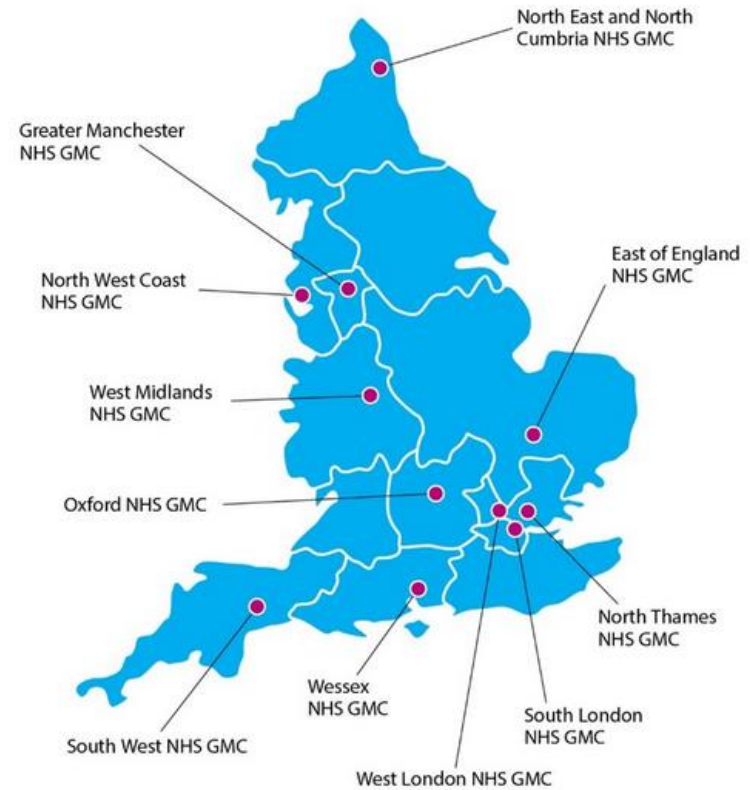 North East and North
Cumbria NHS GMC
Greater Manchester
NHS GMC
East of England
NHS GMC
North West Coast
NHS GMC
West Midlands
NHS GMC
Oxford NHS GMC
North Thames
NHS GMC
Wessex
NHS GMC
South London
NHS GMC
South West NHS GMC
West London NHS GMC